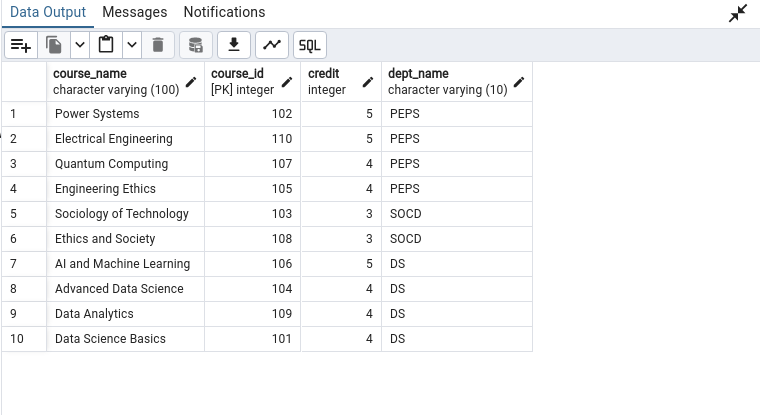 Data Output Messages Notifications
SQL
course_name course_id credit dept_name
character varying (100) [PK] integer integer character varying (10)
1 Power Systems 102 5 PEPS
2 Electrical Engineering 110 5 PEPS
3 Quantum Computing 107 4 PEPS
4 Engineering Ethics 105 4 PEPS
5 Sociology of Technology 103 3 SOCD
6 Ethics and Society 108 3 SOCD
7 AI and Machine Learning 106 5 DS
8 Advanced Data Science 104 4 DS
9 Data Analytics 109 4 DS
10 Data Science Basics 101 4 DS